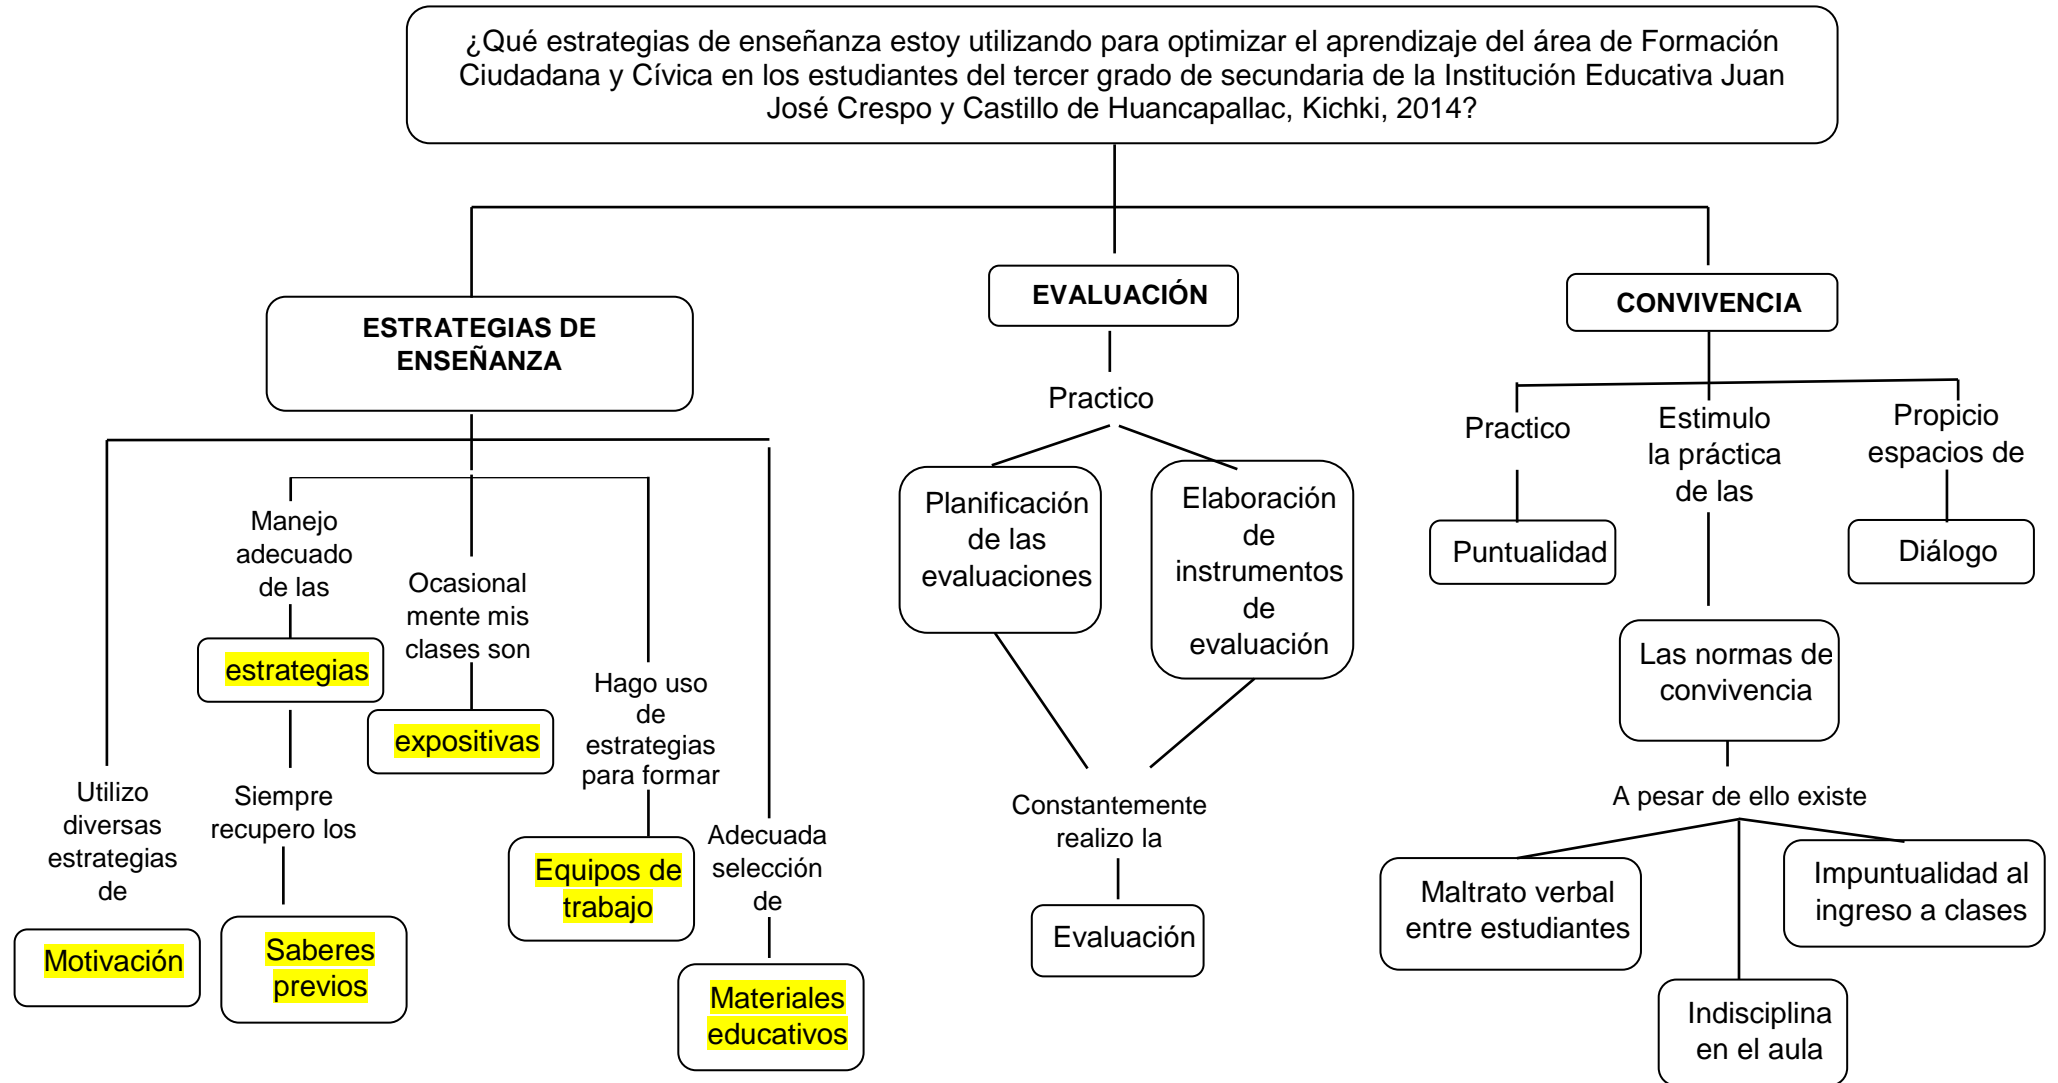 ¿Qué estrategias de enseñanza estoy utilizando para optimizar el aprendizaje del área de Formación
Ciudadana y Cívica en los estudiantes del tercer grado de secundaria de la Institución Educativa Juan
José Crespo y Castillo de Huancapallac, Kichki, 2014?
ESTRATEGIAS DE
ENSEÑANZA
Utilizo
diversas
estrategias
de
Motivación
Manejo
adecuado
de las
estrategias
Siempre
recupero los
Saberes
previos
Ocasional
mente mis
clases son
expositivas
Hago uso
de
estrategias
para formar
Equipos de
trabajo
Adecuada
selección
de
Materiales
educativos
EVALUACIÓN
Practico
Planificación
de las
evaluaciones
Elaboración
de
instrumentos
de
evaluación
Constantemente
realizo la
Evaluación
CONVIVENCIA
Practico
Puntualidad
Estimulo
la práctica
de las
Las normas de
convivencia
Propicio
espacios de
Diálogo
A pesar de ello existe
Maltrato verbal
entre estudiantes
Indisciplina
en el aula
Impuntualidad al
ingreso a clases